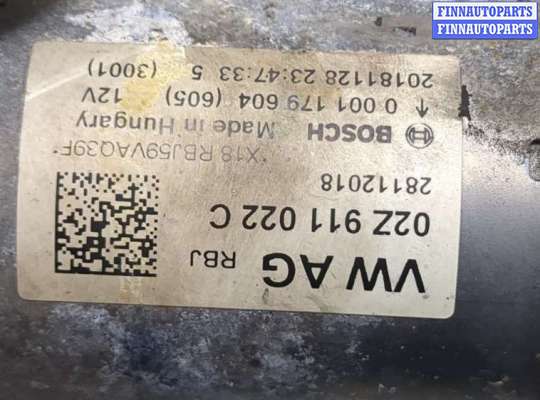 FINNAUTOPARTS
FINNAUTOPARTS
VW AG RBJ
02Z 911 022 C
28112018
*X18 RBJ59VAQ39F*
BOSCH Made in Hungary
↑ 0 001 179 604 (605) 12V
20181128 23:47:33 5 (3001)